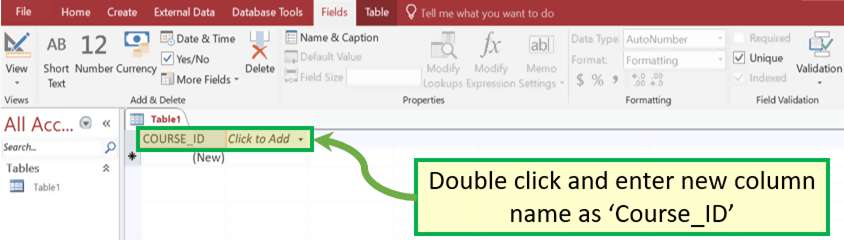 File Home Create External Data Database Tools Fields Table Tell me what you want to do
AB 12 Date & Time Name & Caption Data Type: AutoNumber Required
Yes/No Default Value fx ab| Format: Formatting Unique
View Short Number Currency More Fields Delete Field Size Modify Modify Memo $ % , Indexed Validation
Text Lookups Expression Settings
Views Add & Delete Properties Formatting Field Validation
All Acc... « Table1
Search... COURSE_ID Click to Add
Tables (New)
Table1
Double click and enter new column
name as ‘Course_ID’